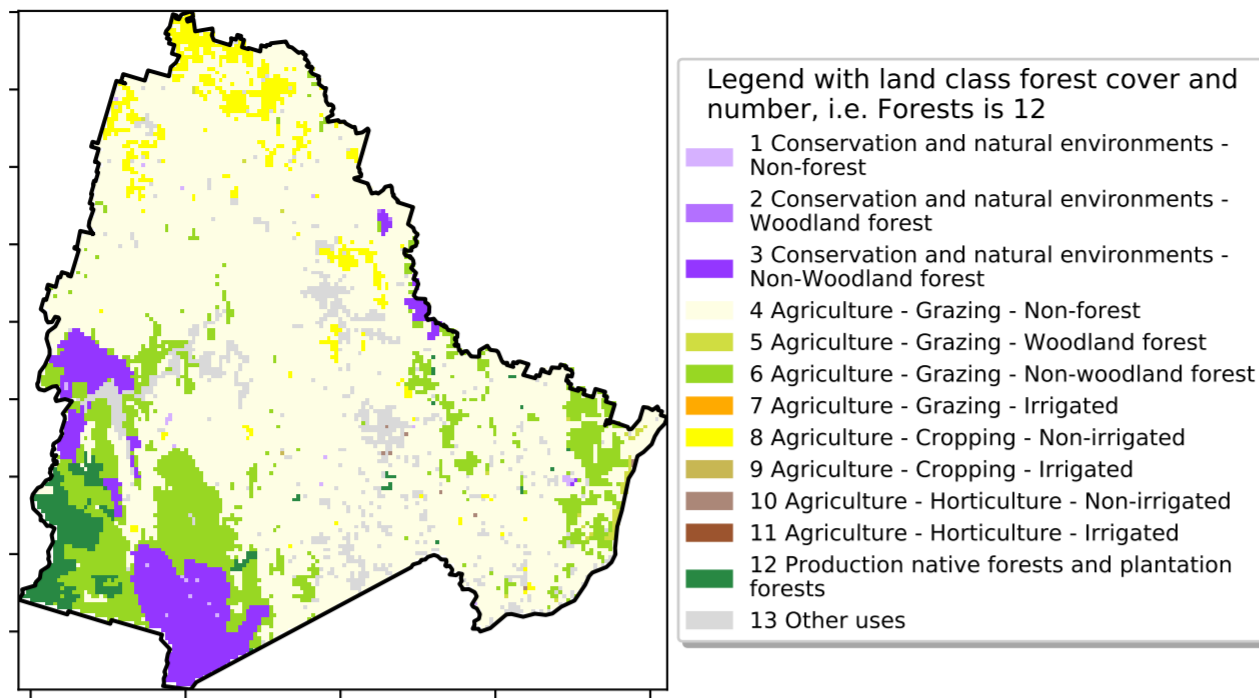 Legend with land class forest cover and
number, i.e. Forests is 12
1 Conservation and natural environments -
Non-forest
2 Conservation and natural environments -
Woodland forest
3 Conservation and natural environments -
Non-Woodland forest
4 Agriculture - Grazing - Non-forest
5 Agriculture - Grazing - Woodland forest
6 Agriculture - Grazing - Non-woodland forest
7 Agriculture - Grazing - Irrigated
8 Agriculture - Cropping - Non-irrigated
9 Agriculture - Cropping - Irrigated
10 Agriculture - Horticulture - Non-irrigated
11 Agriculture - Horticulture - Irrigated
12 Production native forests and plantation
forests
13 Other uses